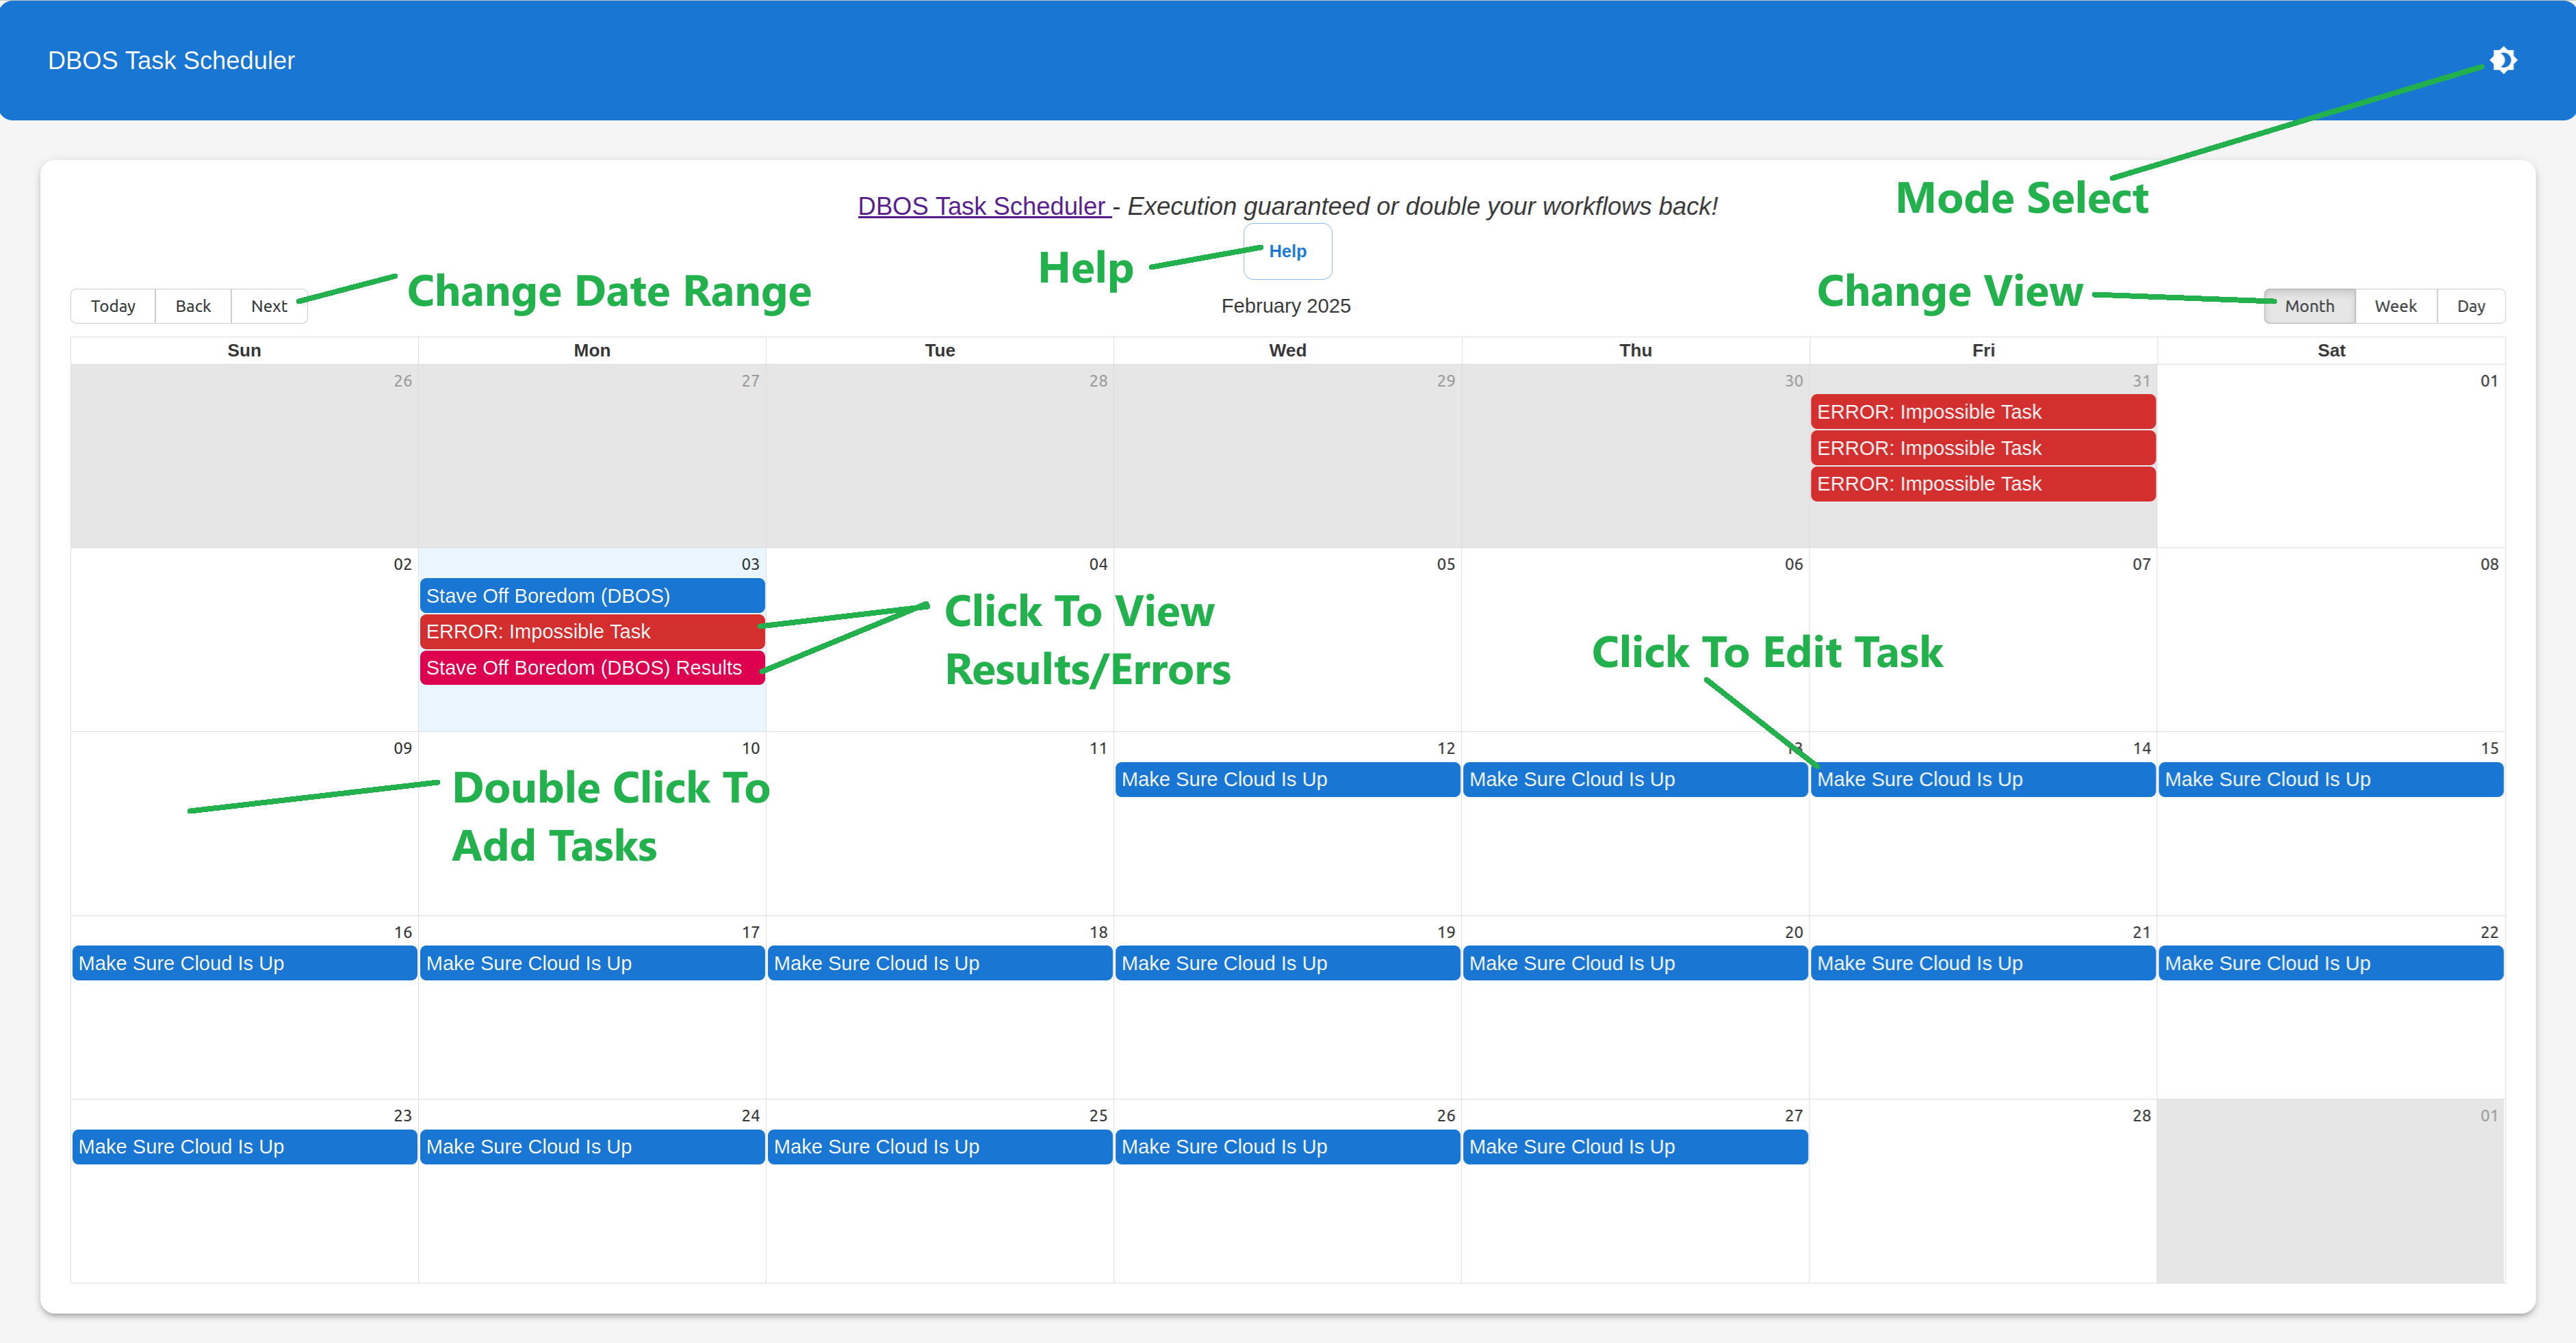 DBOS Task Scheduler
Mode Select
DBOS Task Scheduler - Execution guaranteed or double your workflows back!
Help
Help
Change Date Range
Change View
Today Back Next
February 2025
Month Week Day
Sun Mon Tue Wed Thu Fri Sat
26 27 28 29 30 31 01
ERROR: Impossible Task
ERROR: Impossible Task
ERROR: Impossible Task
02 03 04 05 06 07 08
Stave Off Boredom (DBOS)
ERROR: Impossible Task
Stave Off Boredom (DBOS) Results
Click To View
Results/Errors
Click To Edit Task
09 10 11 12 13 14 15
Make Sure Cloud Is Up Make Sure Cloud Is Up Make Sure Cloud Is Up Make Sure Cloud Is Up
Double Click To
Add Tasks
16 17 18 19 20 21 22
Make Sure Cloud Is Up Make Sure Cloud Is Up Make Sure Cloud Is Up Make Sure Cloud Is Up Make Sure Cloud Is Up Make Sure Cloud Is Up Make Sure Cloud Is Up
23 24 25 26 27 28 01
Make Sure Cloud Is Up Make Sure Cloud Is Up Make Sure Cloud Is Up Make Sure Cloud Is Up Make Sure Cloud Is Up